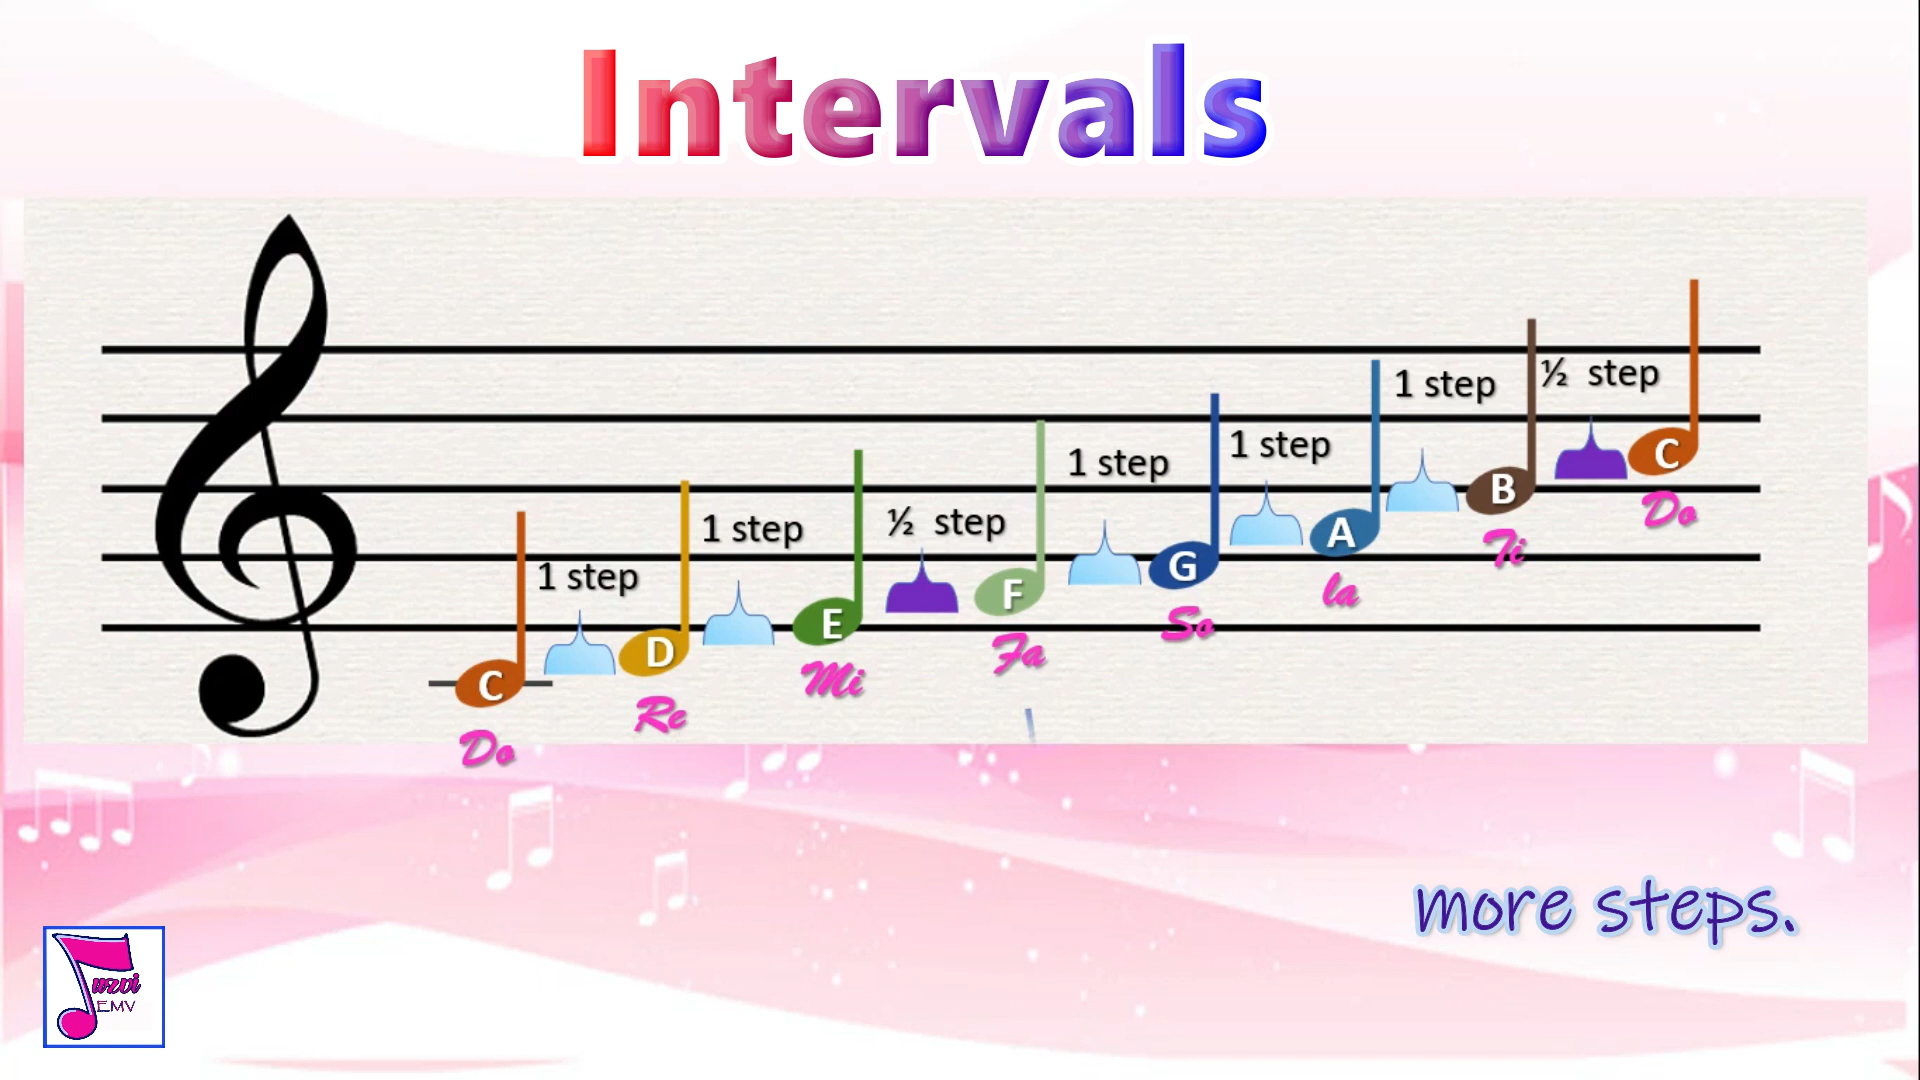 Intervals
1 step
1 step
½ step
1 step
1 step
1 step
½ step
C
D
E
F
G
A
B
C
Do
Re
Mi
Fa
So
la
Ti
Do
more steps.
EMV